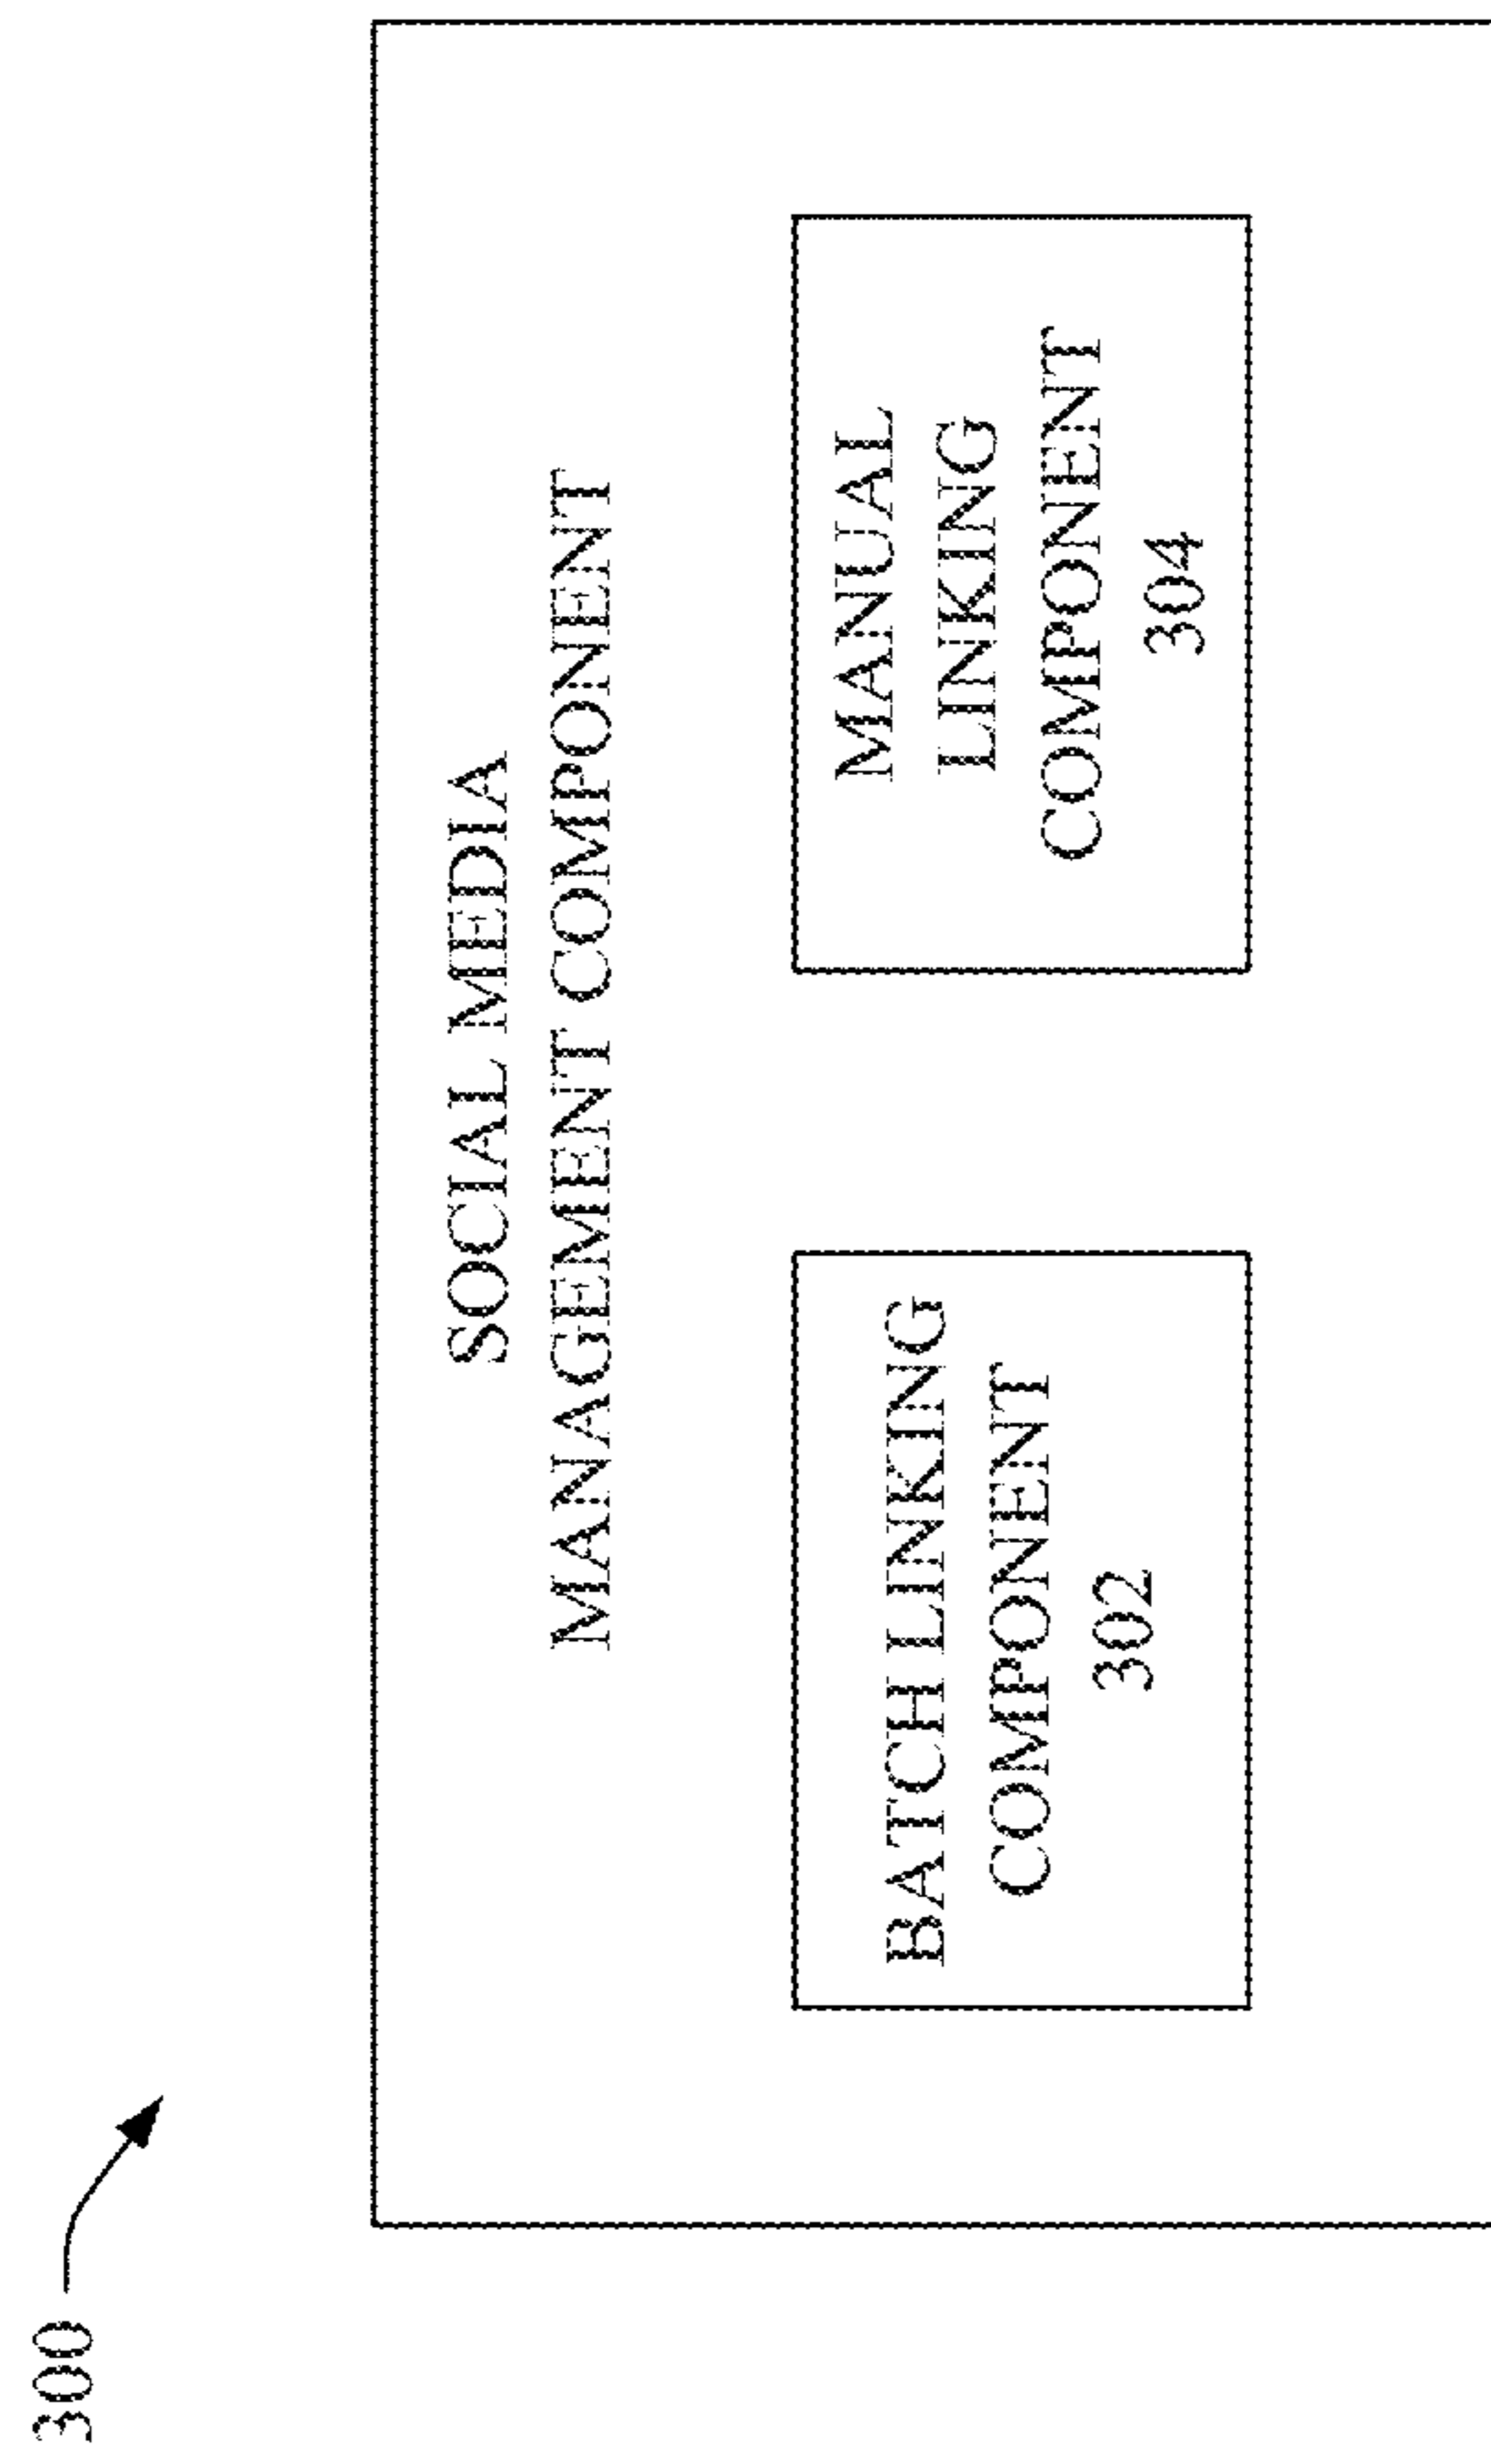 300
SOCIAL MEDIA
MANAGEMENT COMPONENT
BATCH LINKING
COMPONENT
302
MANUAL
LINKING
COMPONENT
304